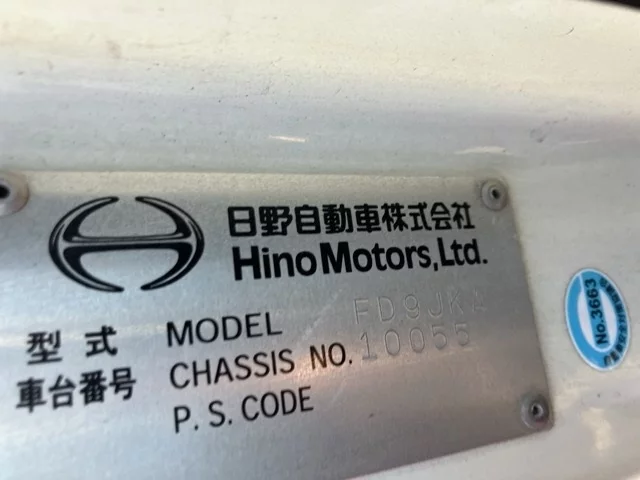 日野自動車株式会社
Hino Motors, Ltd.
型式 MODEL FD9JK
車台番号 CHASSIS NO. 10055
P. S. CODE
No.3663